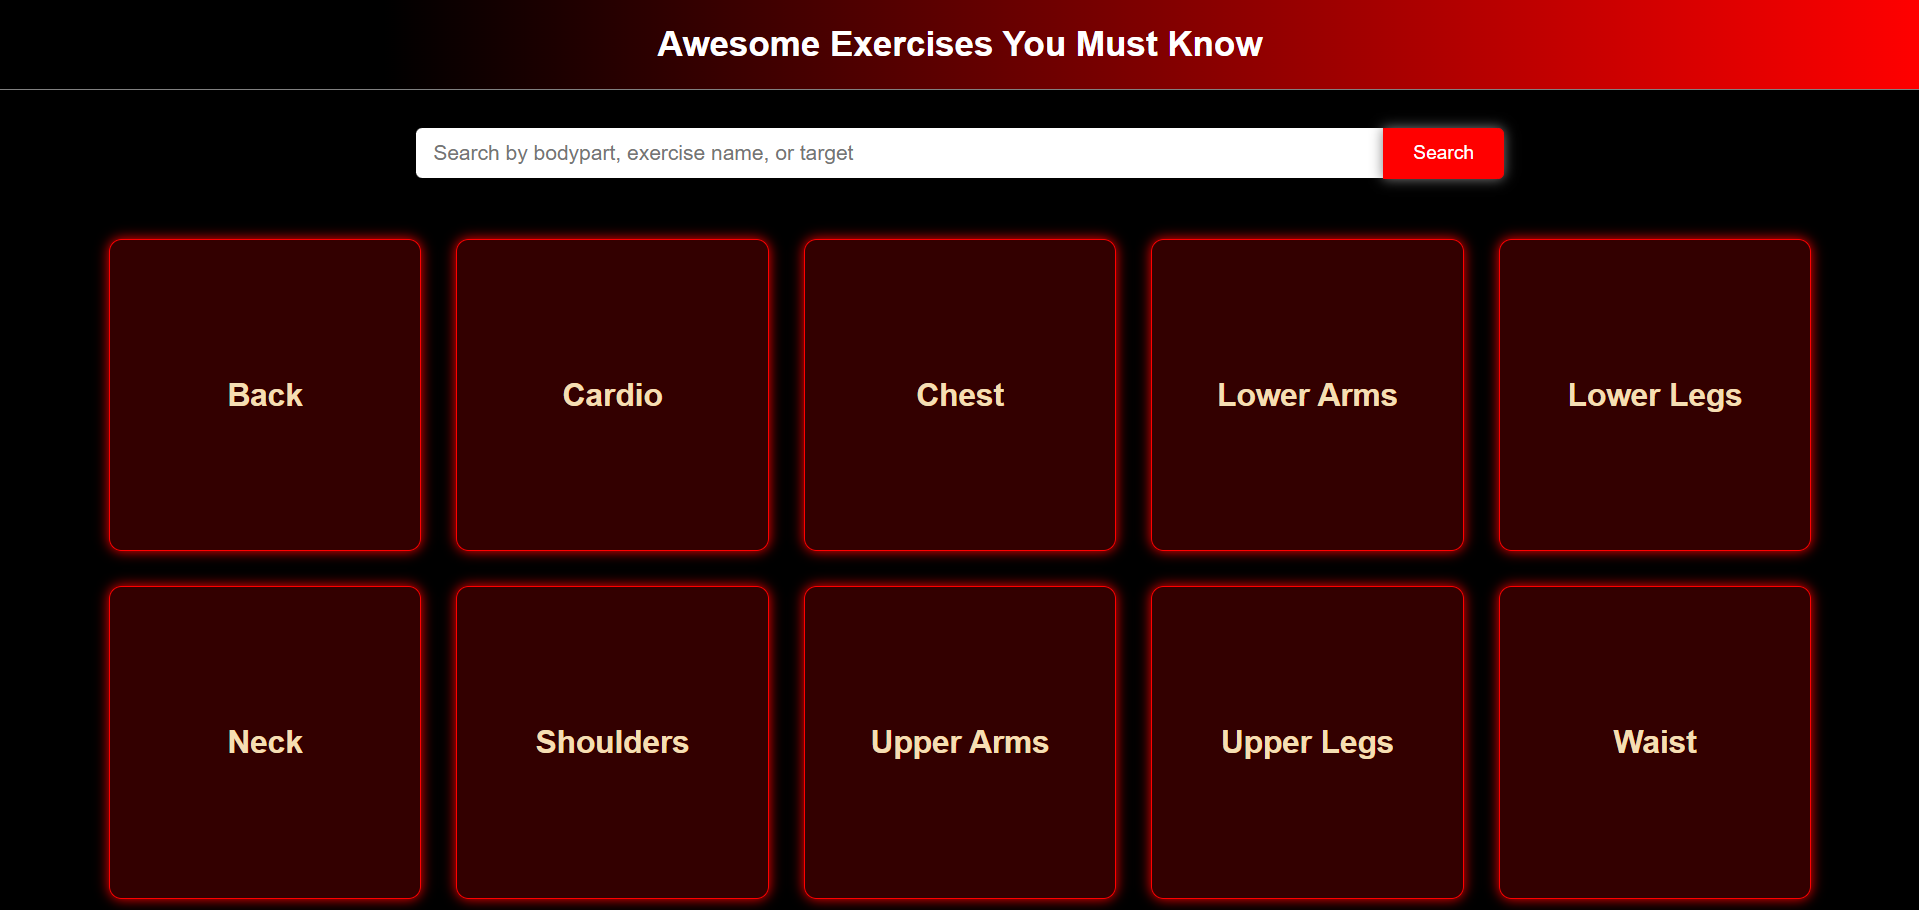 Awesome Exercises You Must Know
Search by bodypart, exercise name, or target
Search
Back
Cardio
Chest
Lower Arms
Lower Legs
Neck
Shoulders
Upper Arms
Upper Legs
Waist